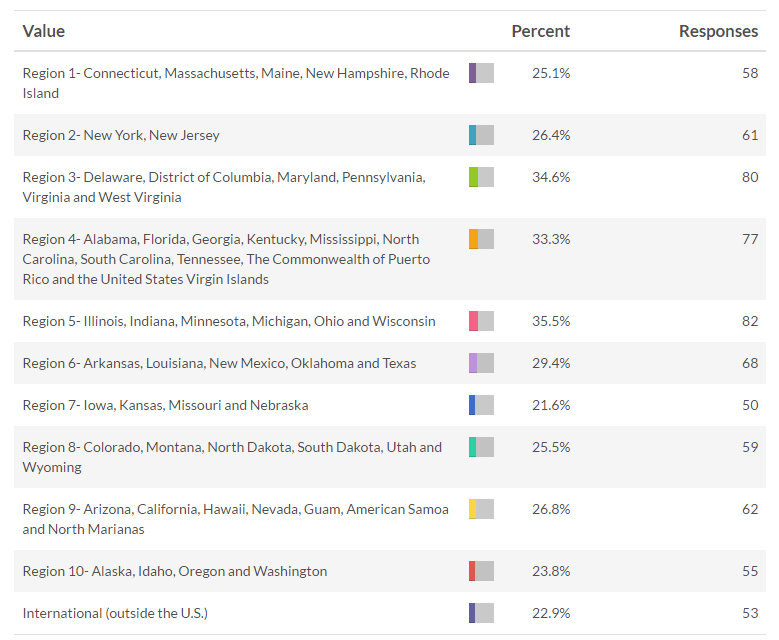 Value Percent Responses
Region 1- Connecticut, Massachusetts, Maine, New Hampshire, Rhode
Island
25.1% 58
Region 2- New York, New Jersey 26.4% 61
Region 3- Delaware, District of Columbia, Maryland, Pennsylvania,
Virginia and West Virginia
34.6% 80
Region 4- Alabama, Florida, Georgia, Kentucky, Mississippi, North
Carolina, South Carolina, Tennessee, The Commonwealth of Puerto
Rico and the United States Virgin Islands
33.3% 77
Region 5- Illinois, Indiana, Minnesota, Michigan, Ohio and Wisconsin 35.5% 82
Region 6- Arkansas, Louisiana, New Mexico, Oklahoma and Texas 29.4% 68
Region 7- Iowa, Kansas, Missouri and Nebraska 21.6% 50
Region 8- Colorado, Montana, North Dakota, South Dakota, Utah and
Wyoming
25.5% 59
Region 9- Arizona, California, Hawaii, Nevada, Guam, American Samoa
and North Marianas
26.8% 62
Region 10- Alaska, Idaho, Oregon and Washington 23.8% 55
International (outside the U.S.) 22.9% 53